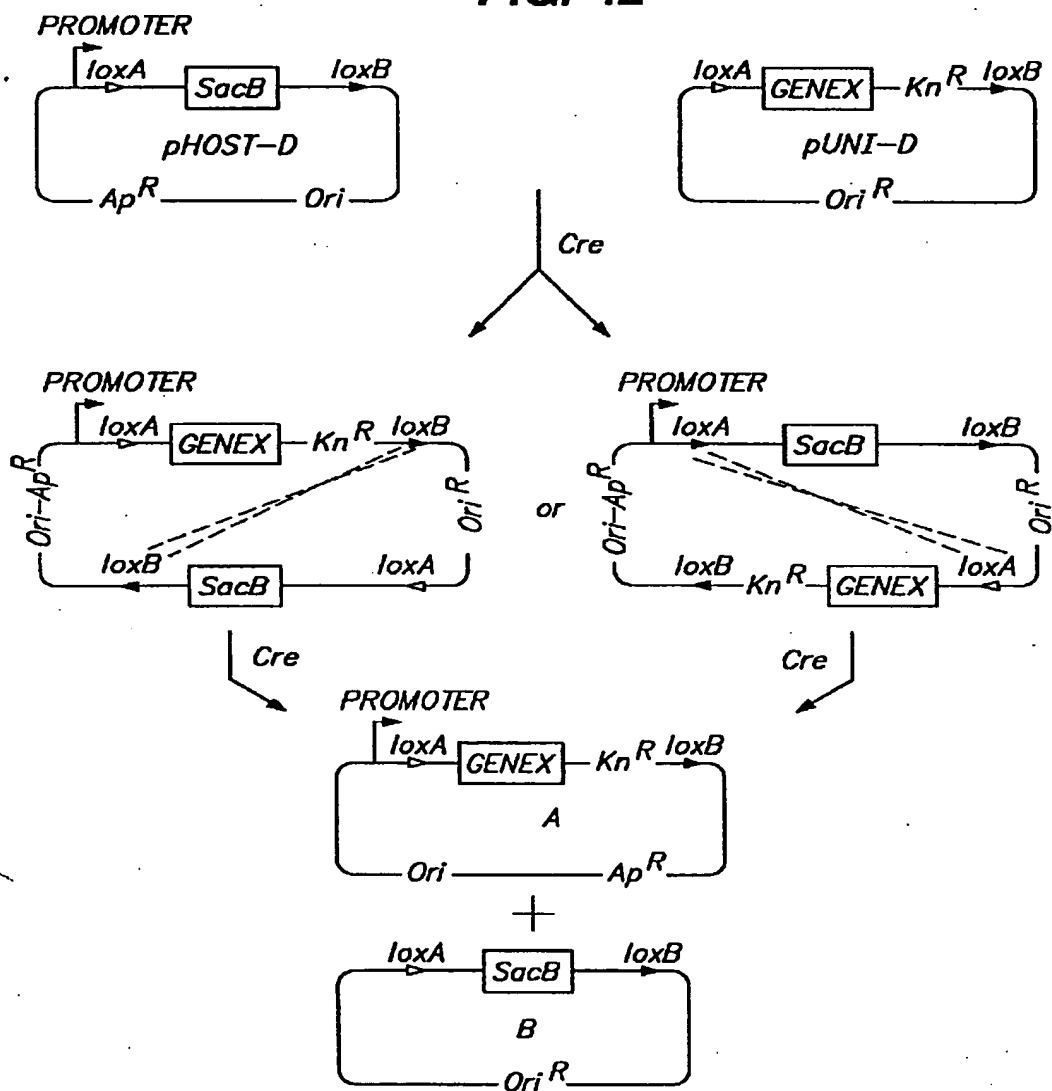 FIG. 12
PROMOTER
loxA SacB loxB
pHOST-D
Ap^R Ori
loxA GENEX Kn^R loxB
pUNI-D
Ori^R
Cre
PROMOTER
loxA GENEX Kn^R loxB
Ori-Ap^R
Ori^R
loxB SacB loxA
or
PROMOTER
loxA SacB loxB
Ori-Ap^R
Ori^R
loxB Kn^R GENEX loxA
Cre
Cre
PROMOTER
loxA GENEX Kn^R loxB
A
Ori Ap^R
+
loxA SacB loxB
B
Ori^R